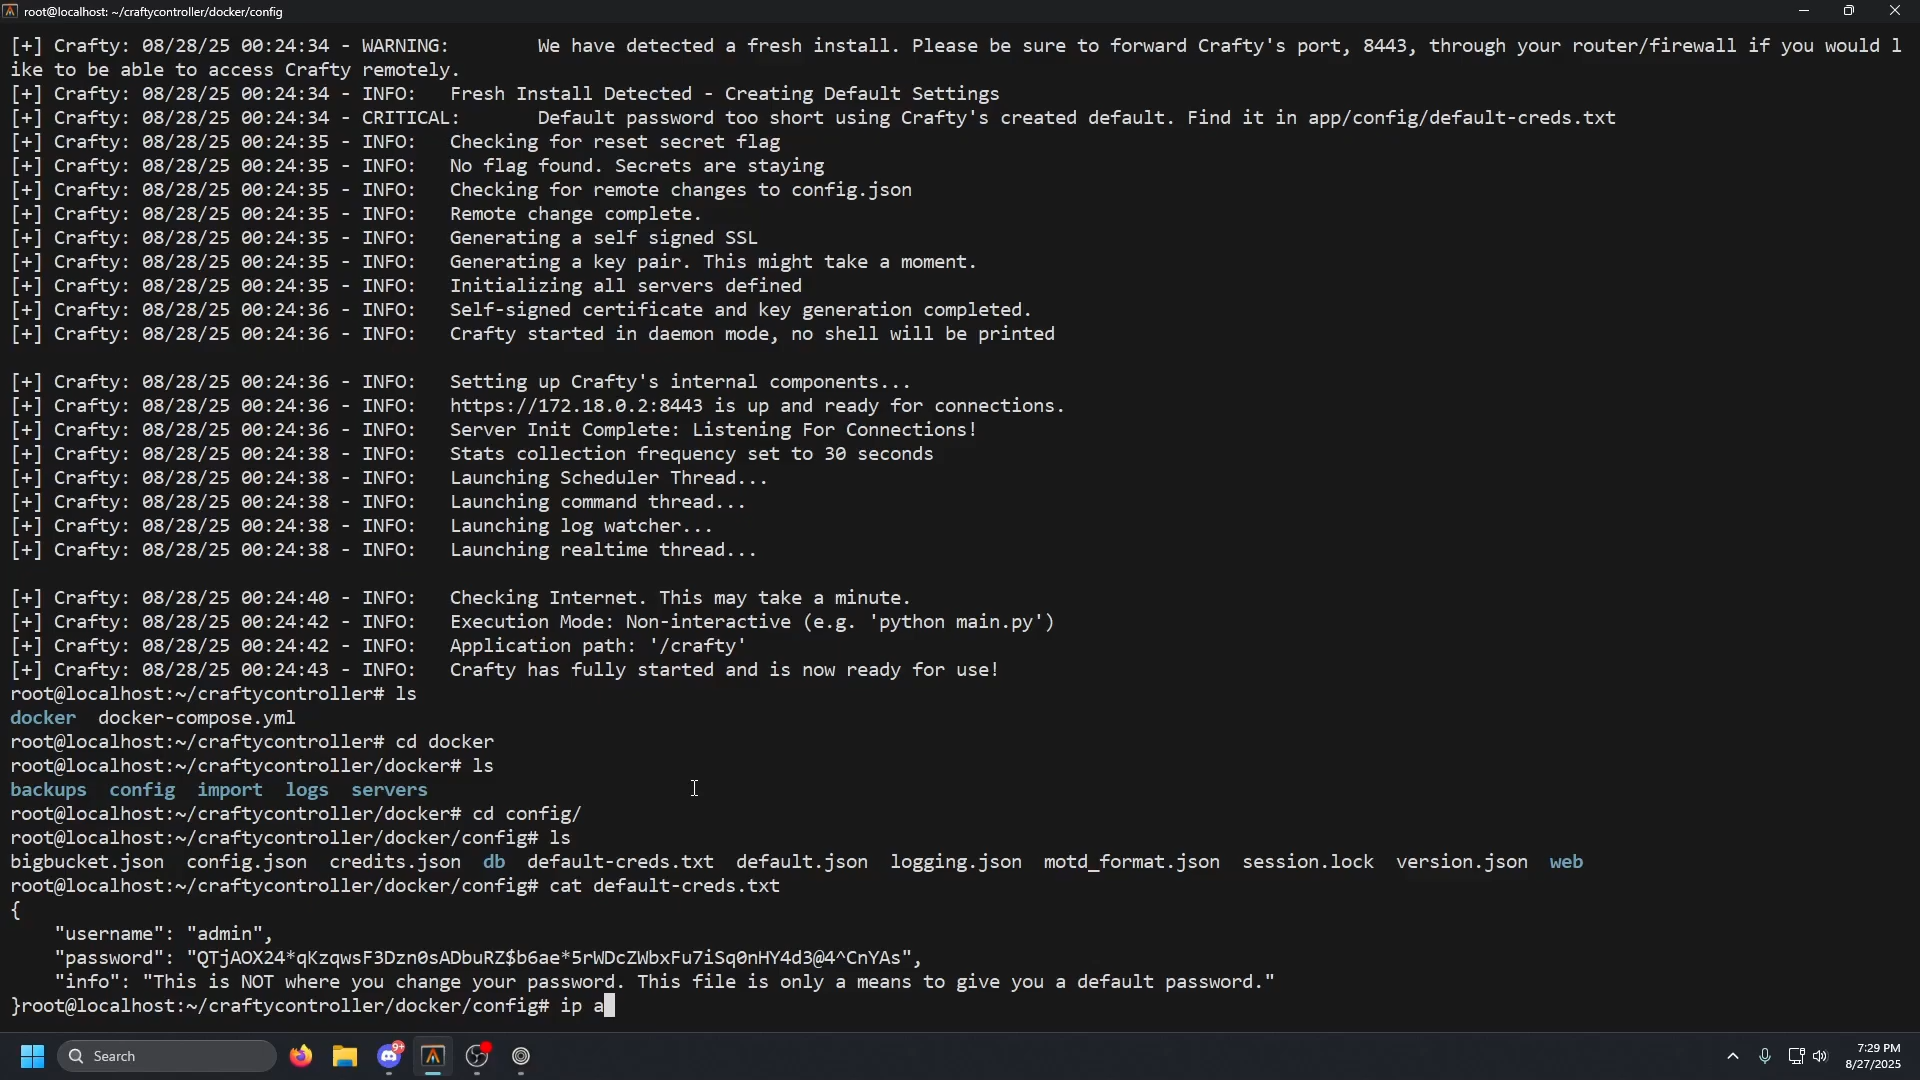 root@localhost: ~/craftycontroller/docker/config
[+] Crafty: 08/28/25 00:24:34 - WARNING: We have detected a fresh install. Please be sure to forward Crafty's port, 8443, through your router/firewall if you would l
ike to be able to access Crafty remotely.
[+] Crafty: 08/28/25 00:24:34 - INFO: Fresh Install Detected - Creating Default Settings
[+] Crafty: 08/28/25 00:24:34 - CRITICAL: Default password too short using Crafty's created default. Find it in app/config/default-creds.txt
[+] Crafty: 08/28/25 00:24:35 - INFO: Checking for reset secret flag
[+] Crafty: 08/28/25 00:24:35 - INFO: No flag found. Secrets are staying
[+] Crafty: 08/28/25 00:24:35 - INFO: Checking for remote changes to config.json
[+] Crafty: 08/28/25 00:24:35 - INFO: Remote change complete.
[+] Crafty: 08/28/25 00:24:35 - INFO: Generating a self signed SSL
[+] Crafty: 08/28/25 00:24:35 - INFO: Generating a key pair. This might take a moment.
[+] Crafty: 08/28/25 00:24:35 - INFO: Initializing all servers defined
[+] Crafty: 08/28/25 00:24:36 - INFO: Self-signed certificate and key generation completed.
[+] Crafty: 08/28/25 00:24:36 - INFO: Crafty started in daemon mode, no shell will be printed
[+] Crafty: 08/28/25 00:24:36 - INFO: Setting up Crafty's internal components...
[+] Crafty: 08/28/25 00:24:36 - INFO: https://172.18.0.2:8443 is up and ready for connections.
[+] Crafty: 08/28/25 00:24:36 - INFO: Server Init Complete: Listening For Connections!
[+] Crafty: 08/28/25 00:24:38 - INFO: Stats collection frequency set to 30 seconds
[+] Crafty: 08/28/25 00:24:38 - INFO: Launching Scheduler Thread...
[+] Crafty: 08/28/25 00:24:38 - INFO: Launching command thread...
[+] Crafty: 08/28/25 00:24:38 - INFO: Launching log watcher...
[+] Crafty: 08/28/25 00:24:38 - INFO: Launching realtime thread...
[+] Crafty: 08/28/25 00:24:40 - INFO: Checking Internet. This may take a minute.
[+] Crafty: 08/28/25 00:24:42 - INFO: Execution Mode: Non-interactive (e.g. 'python main.py')
[+] Crafty: 08/28/25 00:24:42 - INFO: Application path: '/crafty'
[+] Crafty: 08/28/25 00:24:43 - INFO: Crafty has fully started and is now ready for use!
root@localhost:~/craftycontroller# ls
docker docker-compose.yml
root@localhost:~/craftycontroller# cd docker
root@localhost:~/craftycontroller/docker# ls
backups config import logs servers
root@localhost:~/craftycontroller/docker# cd config/
root@localhost:~/craftycontroller/docker/config# ls
bigbucket.json config.json credits.json db default-creds.txt default.json logging.json motd_format.json session.lock version.json web
root@localhost:~/craftycontroller/docker/config# cat default-creds.txt
{
"username": "admin",
"password": "QTjAOX24*qKzqwsF3Dzn0sADbuRZ$b6ae*5rWDcZWbxFu7iSq0nHY4d3@4^CnYAs",
"info": "This is NOT where you change your password. This file is only a means to give you a default password."
}root@localhost:~/craftycontroller/docker/config# ip a
Search
9+
7:29 PM
8/27/2025